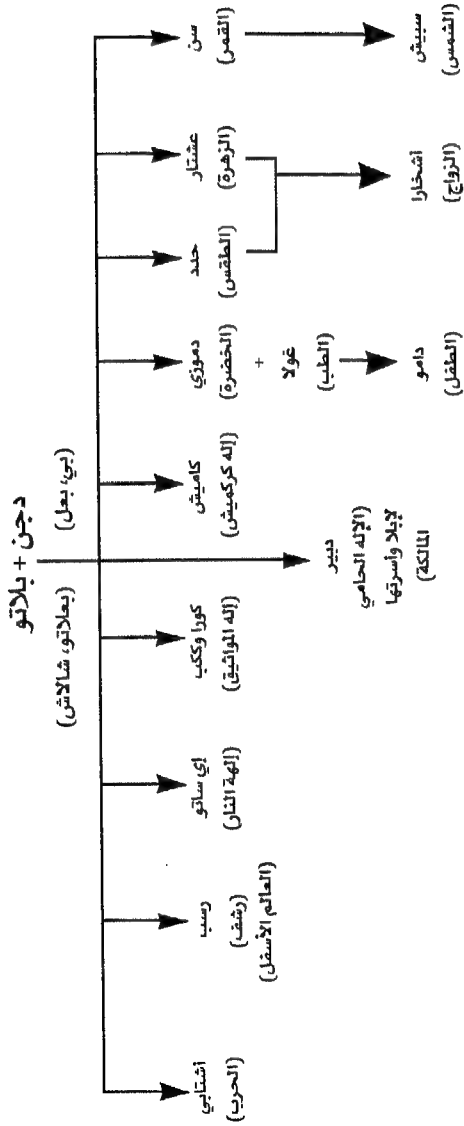 دجن + بلاتو
(بي، بعل)
(بعلاتو، شالاش)
سن
(القمر)
سبيش
(الشمس)
عشتار
(الزهرة)
حدد
(الطقس)
أشخارا
(الزواج)
دموزي
(الخضرة)
+
غولا
(الطب)
دامو
(الطفل)
كاميش
(إله كركميش)
دبير
(الإله الحامي
لإبلا وأسرتها
المالكة)
كورا وككب
(إله المواثيق)
إي ساتو
(إلهة النار)
رسب
(رشف)
(العالم الأسفل)
أشتابي
(الحرب)